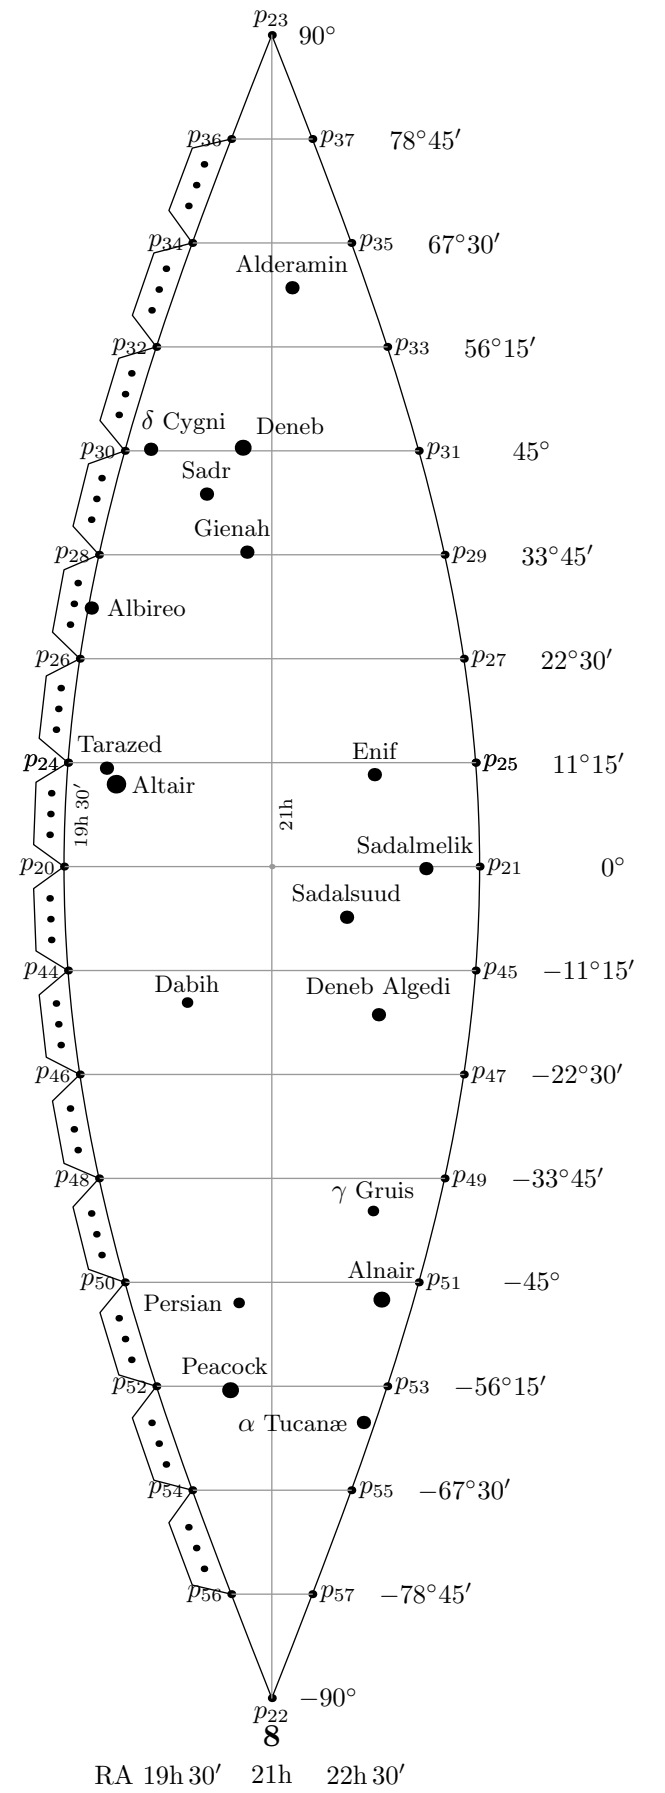 p23 90°
p36 p37 78°45′
p34 p35 67°30′
Alderamin
p32 p33 56°15′
δ Cygni Deneb
p30 p31 45°
Sadr
Gienah
p28 p29 33°45′
Albireo
p26 p27 22°30′
Tarazed Enif
p24 p25 11°15′
Altair
19h 30′ 21h
Sadalmelik
p20 p21 0°
Sadalsuud
p44 p45 −11°15′
Dabih Deneb Algedi
p46 p47 −22°30′
p48 p49 −33°45′
γ Gruis
Alnair
p50 p51 −45°
Persian
Peacock
p52 p53 −56°15′
α Tucanæ
p54 p55 −67°30′
p56 p57 −78°45′
−90°
p22
8
RA 19h 30′ 21h 22h 30′